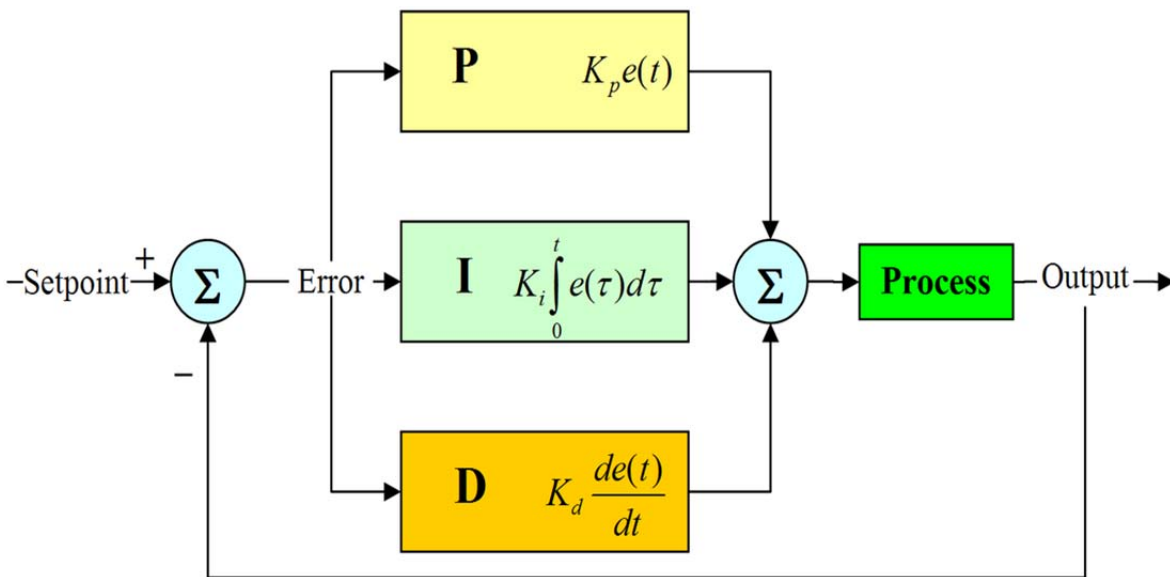 P K_p e(t)
–Setpoint
+
Σ
–
Error
I K_i ∫_0^t e(τ)dτ
Σ
Process
Output
D K_d de(t)/dt